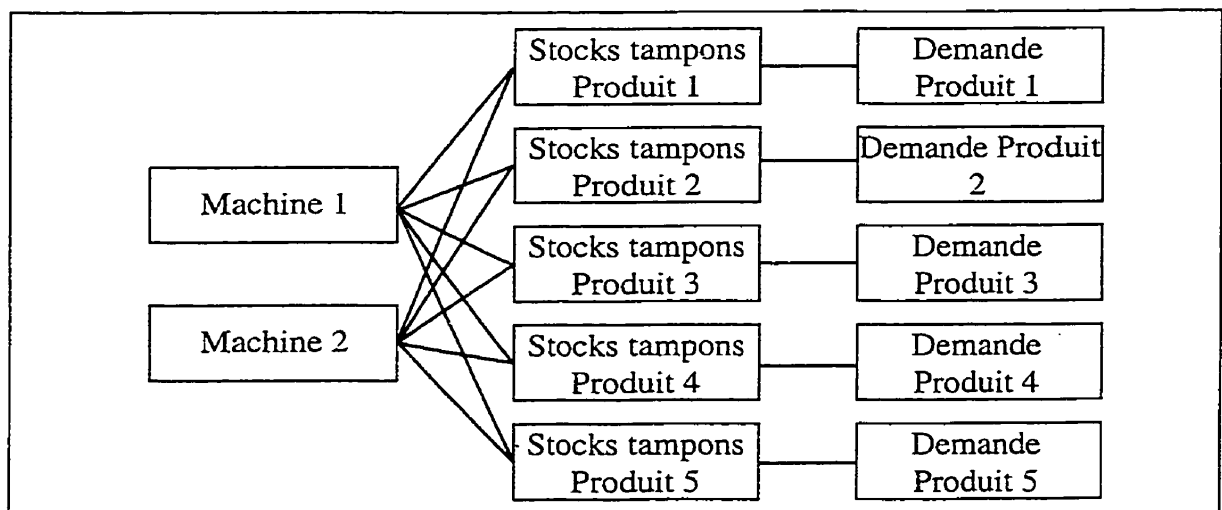 Machine 1
Machine 2
Stocks tampons
Produit 1
Stocks tampons
Produit 2
Stocks tampons
Produit 3
Stocks tampons
Produit 4
Stocks tampons
Produit 5
Demande
Produit 1
Demande Produit
2
Demande
Produit 3
Demande
Produit 4
Demande
Produit 5